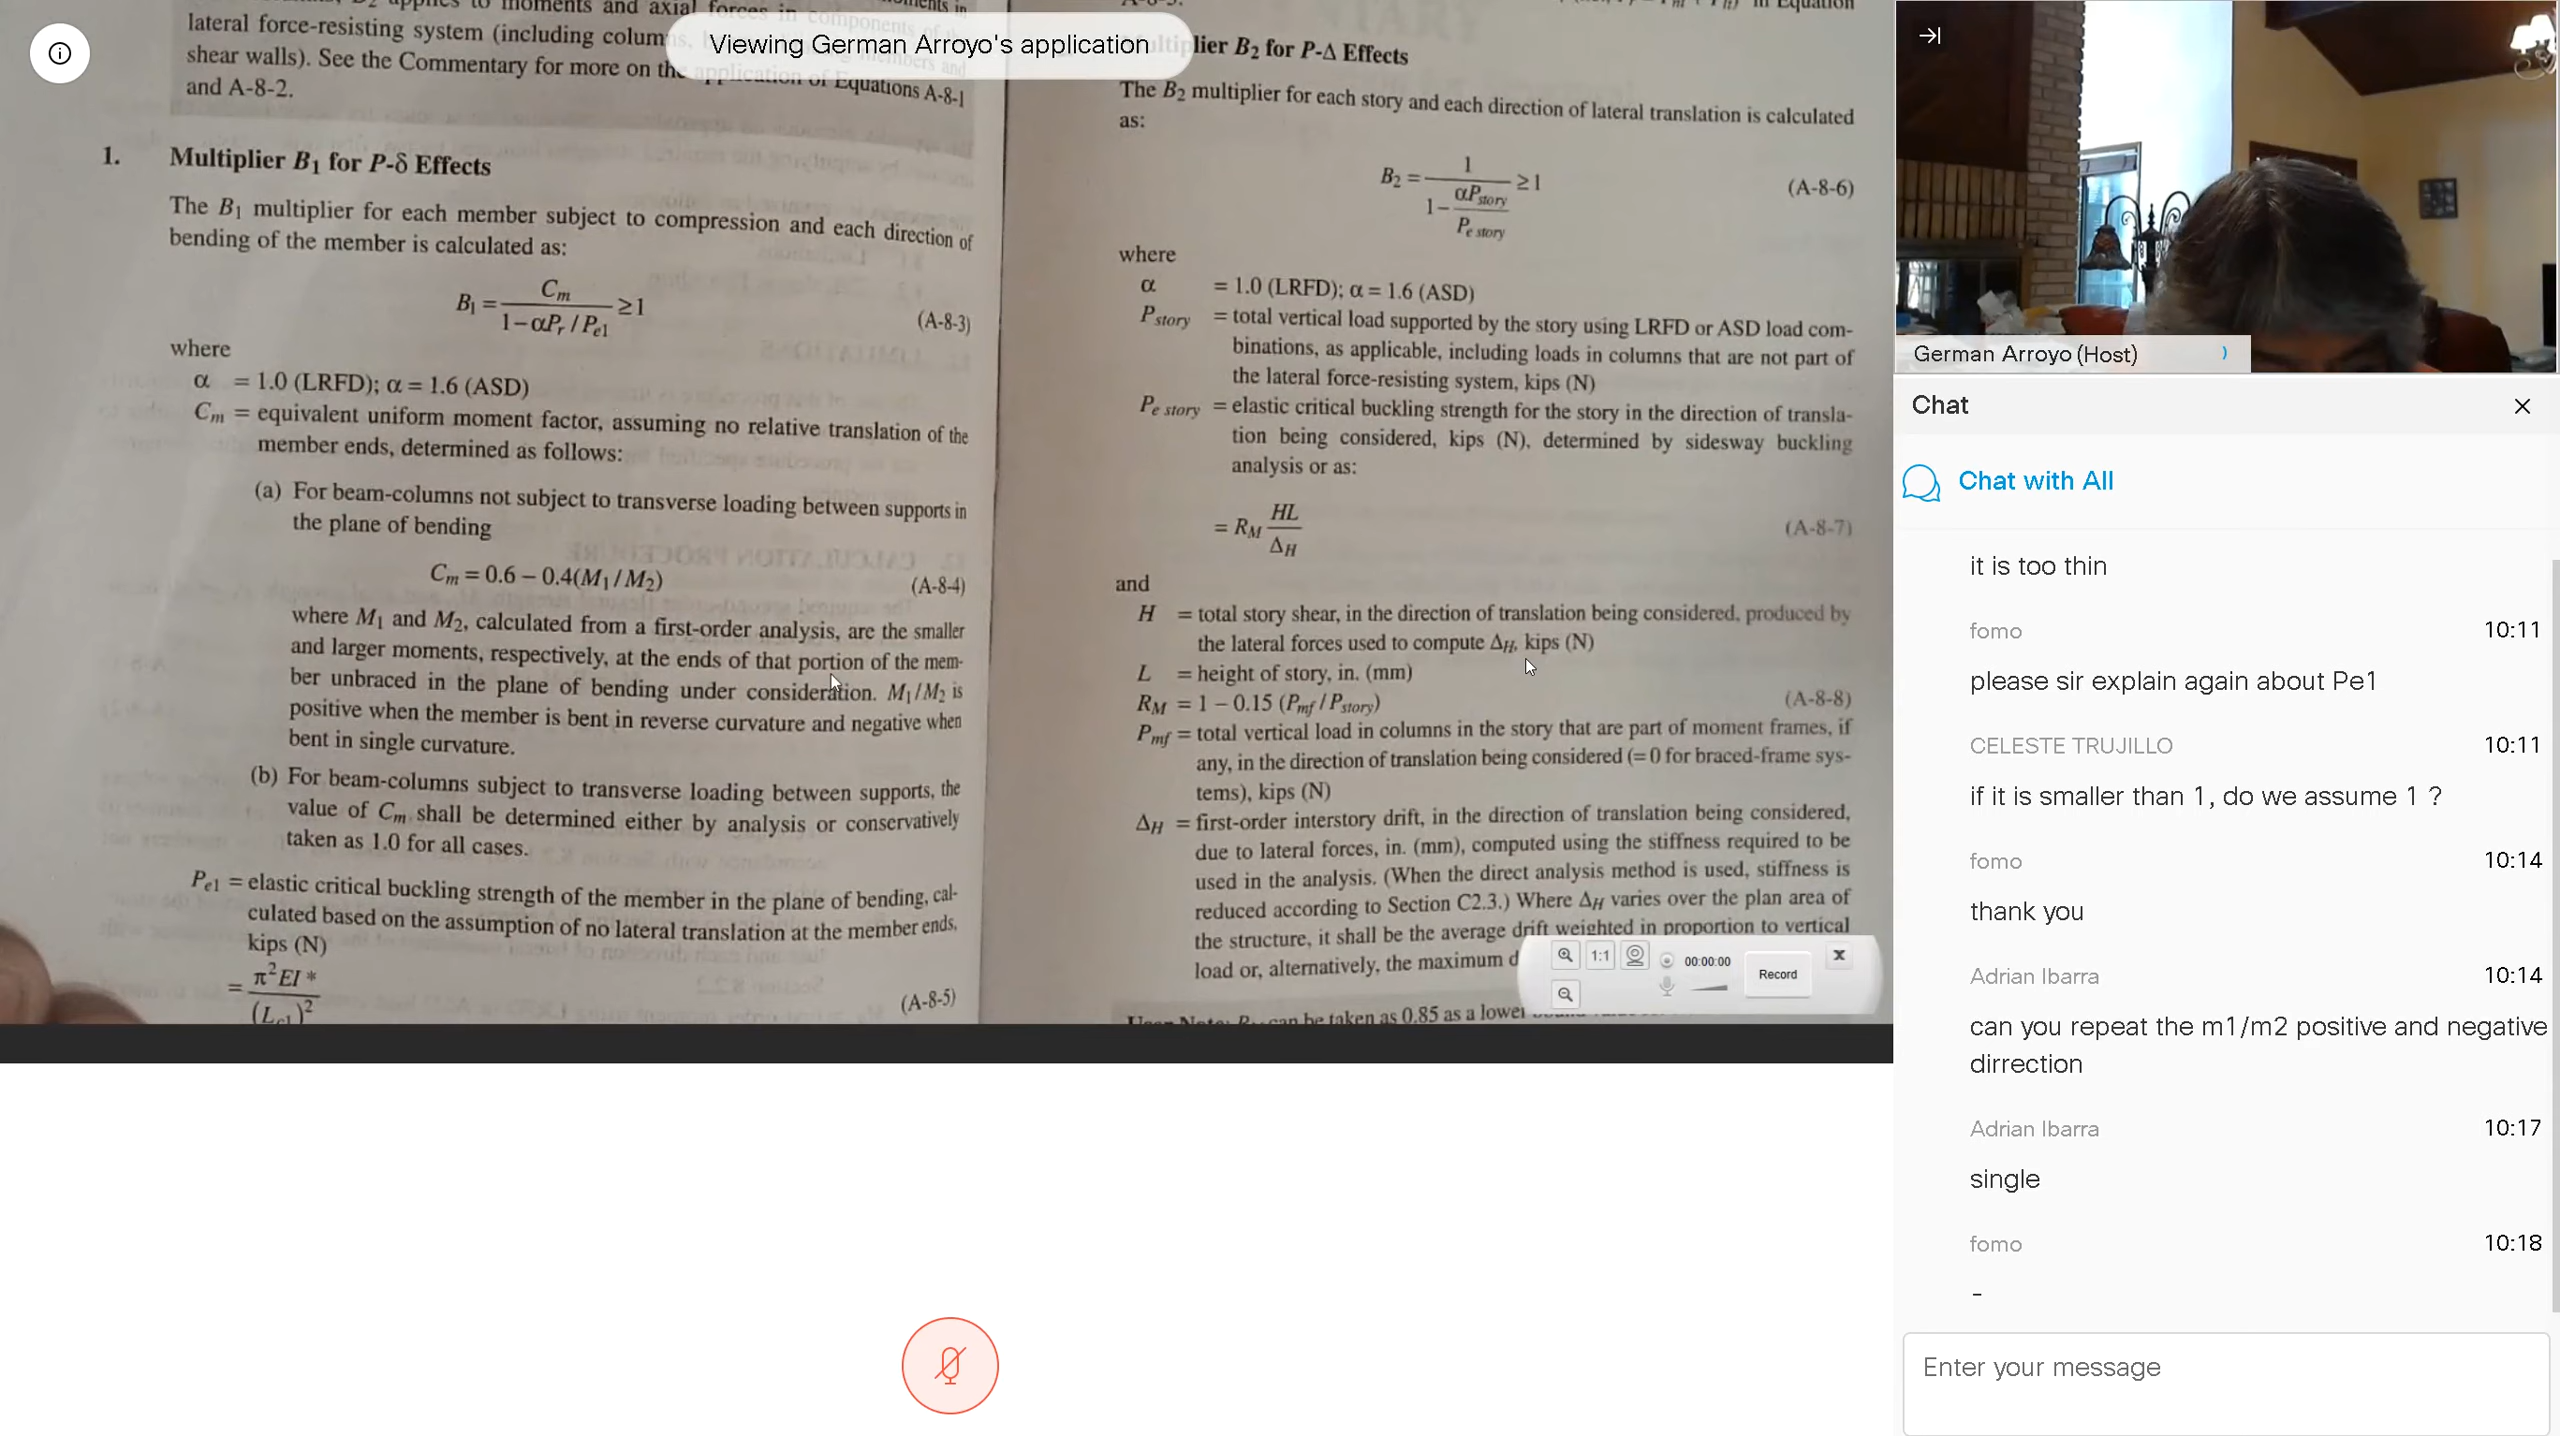 lateral force-resisting system (including colum
shear walls). See the Commentary for more on the application of Equations A-8-1
and A-8-2.
1. Multiplier B₁ for P-δ Effects
The B₁ multiplier for each member subject to compression and each direction of
bending of the member is calculated as:
B₁ = Cm / (1 − αPr / Pe1) ≥ 1 (A-8-3)
where
α = 1.0 (LRFD); α = 1.6 (ASD)
Cm = equivalent uniform moment factor, assuming no relative translation of the
member ends, determined as follows:
(a) For beam-columns not subject to transverse loading between supports in
the plane of bending
Cm = 0.6 − 0.4(M₁ / M₂) (A-8-4)
where M₁ and M₂, calculated from a first-order analysis, are the smaller
and larger moments, respectively, at the ends of that portion of the mem-
ber unbraced in the plane of bending under consideration. M₁/M₂ is
positive when the member is bent in reverse curvature and negative when
bent in single curvature.
(b) For beam-columns subject to transverse loading between supports, the
value of Cm shall be determined either by analysis or conservatively
taken as 1.0 for all cases.
Pe1 = elastic critical buckling strength of the member in the plane of bending, cal-
culated based on the assumption of no lateral translation at the member ends,
kips (N)
= π²EI* / (Lc1)² (A-8-5)
Viewing German Arroyo's application
lier B₂ for P-Δ Effects
The B₂ multiplier for each story and each direction of lateral translation is calculated
as:
B₂ = 1 / (1 − αPstory / Pe story) ≥ 1 (A-8-6)
where
α = 1.0 (LRFD); α = 1.6 (ASD)
Pstory = total vertical load supported by the story using LRFD or ASD load com-
binations, as applicable, including loads in columns that are not part of
the lateral force-resisting system, kips (N)
Pe story = elastic critical buckling strength for the story in the direction of transla-
tion being considered, kips (N), determined by sidesway buckling
analysis or as:
= RM HL / ΔH (A-8-7)
and
H = total story shear, in the direction of translation being considered, produced by
the lateral forces used to compute ΔH, kips (N)
L = height of story, in. (mm)
RM = 1 − 0.15 (Pmf / Pstory) (A-8-8)
Pmf = total vertical load in columns in the story that are part of moment frames, if
any, in the direction of translation being considered (= 0 for braced-frame sys-
tems), kips (N)
ΔH = first-order interstory drift, in the direction of translation being considered,
due to lateral forces, in. (mm), computed using the stiffness required to be
used in the analysis. (When the direct analysis method is used, stiffness is
reduced according to Section C2.3.) Where ΔH varies over the plan area of
the structure, it shall be the average drift weighted in proportion to vertical
load or, alternatively, the maximum d
can be taken as 0.85 as a lower
1:1
00:00:00
Record
X
German Arroyo (Host)
Chat
Chat with All
it is too thin
fomo 10:11
please sir explain again about Pe1
CELESTE TRUJILLO 10:11
if it is smaller than 1, do we assume 1 ?
fomo 10:14
thank you
Adrian Ibarra 10:14
can you repeat the m1/m2 positive and negative
dirrection
Adrian Ibarra 10:17
single
fomo 10:18
-
Enter your message